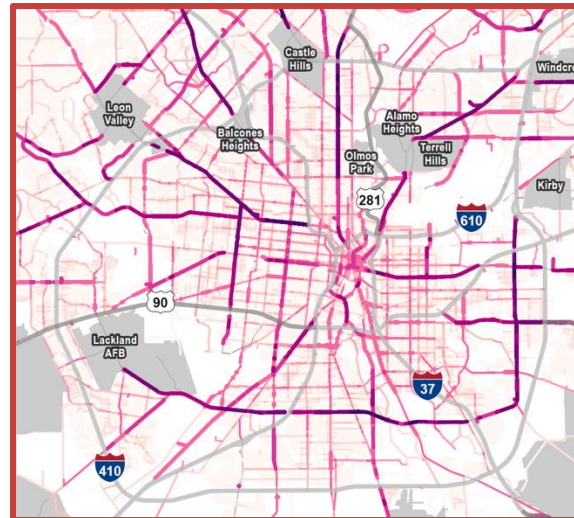 Castle
Hills
Windcre
Leon
Valley
Alamo
Heights
Balcones
Heights
Terrell
Hills
Olmos
Park
Kirby
281
610
90
Lackland
AFB
37
410